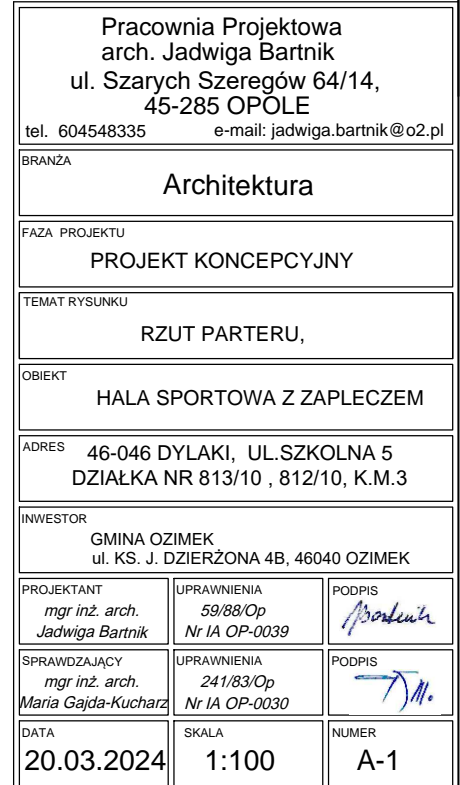 Pracownia Projektowa
arch. Jadwiga Bartnik
ul. Szarych Szeregów 64/14,
45-285 OPOLE
tel. 604548335 e-mail: jadwiga.bartnik@o2.pl
BRANŻA
Architektura
FAZA PROJEKTU
PROJEKT KONCEPCYJNY
TEMAT RYSUNKU
RZUT PARTERU,
OBIEKT
HALA SPORTOWA Z ZAPLECZEM
ADRES 46-046 DYLAKI, UL.SZKOLNA 5
DZIAŁKA NR 813/10 , 812/10, K.M.3
INWESTOR
GMINA OZIMEK
ul. KS. J. DZIERŻONA 4B, 46040 OZIMEK
PROJEKTANT UPRAWNIENIA PODPIS
mgr inż. arch. 59/88/Op
Jadwiga Bartnik Nr IA OP-0039
SPRAWDZAJĄCY UPRAWNIENIA PODPIS
mgr inż. arch. 241/83/Op
Maria Gajda-Kucharz Nr IA OP-0030
DATA SKALA NUMER
20.03.2024 1:100 A-1